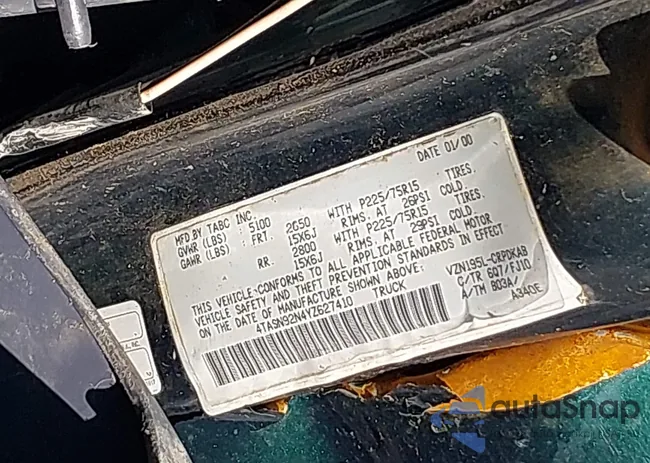 MFD BY TABC INC. DATE 01/00
GVWR (LBS) 5100
GAWR (LBS) FRT 2650 WITH P225/75R15 TIRES.
15X6J RIMS. AT 26PSI COLD
RR. 2800 WITH P225/75R15 TIRES.
15X6J RIMS. AT 29PSI COLD
THIS VEHICLE CONFORMS TO ALL APPLICABLE FEDERAL MOTOR
VEHICLE SAFETY AND THEFT PREVENTION STANDARDS IN EFFECT
ON THE DATE OF MANUFACTURE SHOWN ABOVE:
4TASN92N4YZ627410 TRUCK
VZN195L-CRPDKAB
C/TR 6Q7/FJ10
A/TM B03A/
A340E
autoSnap